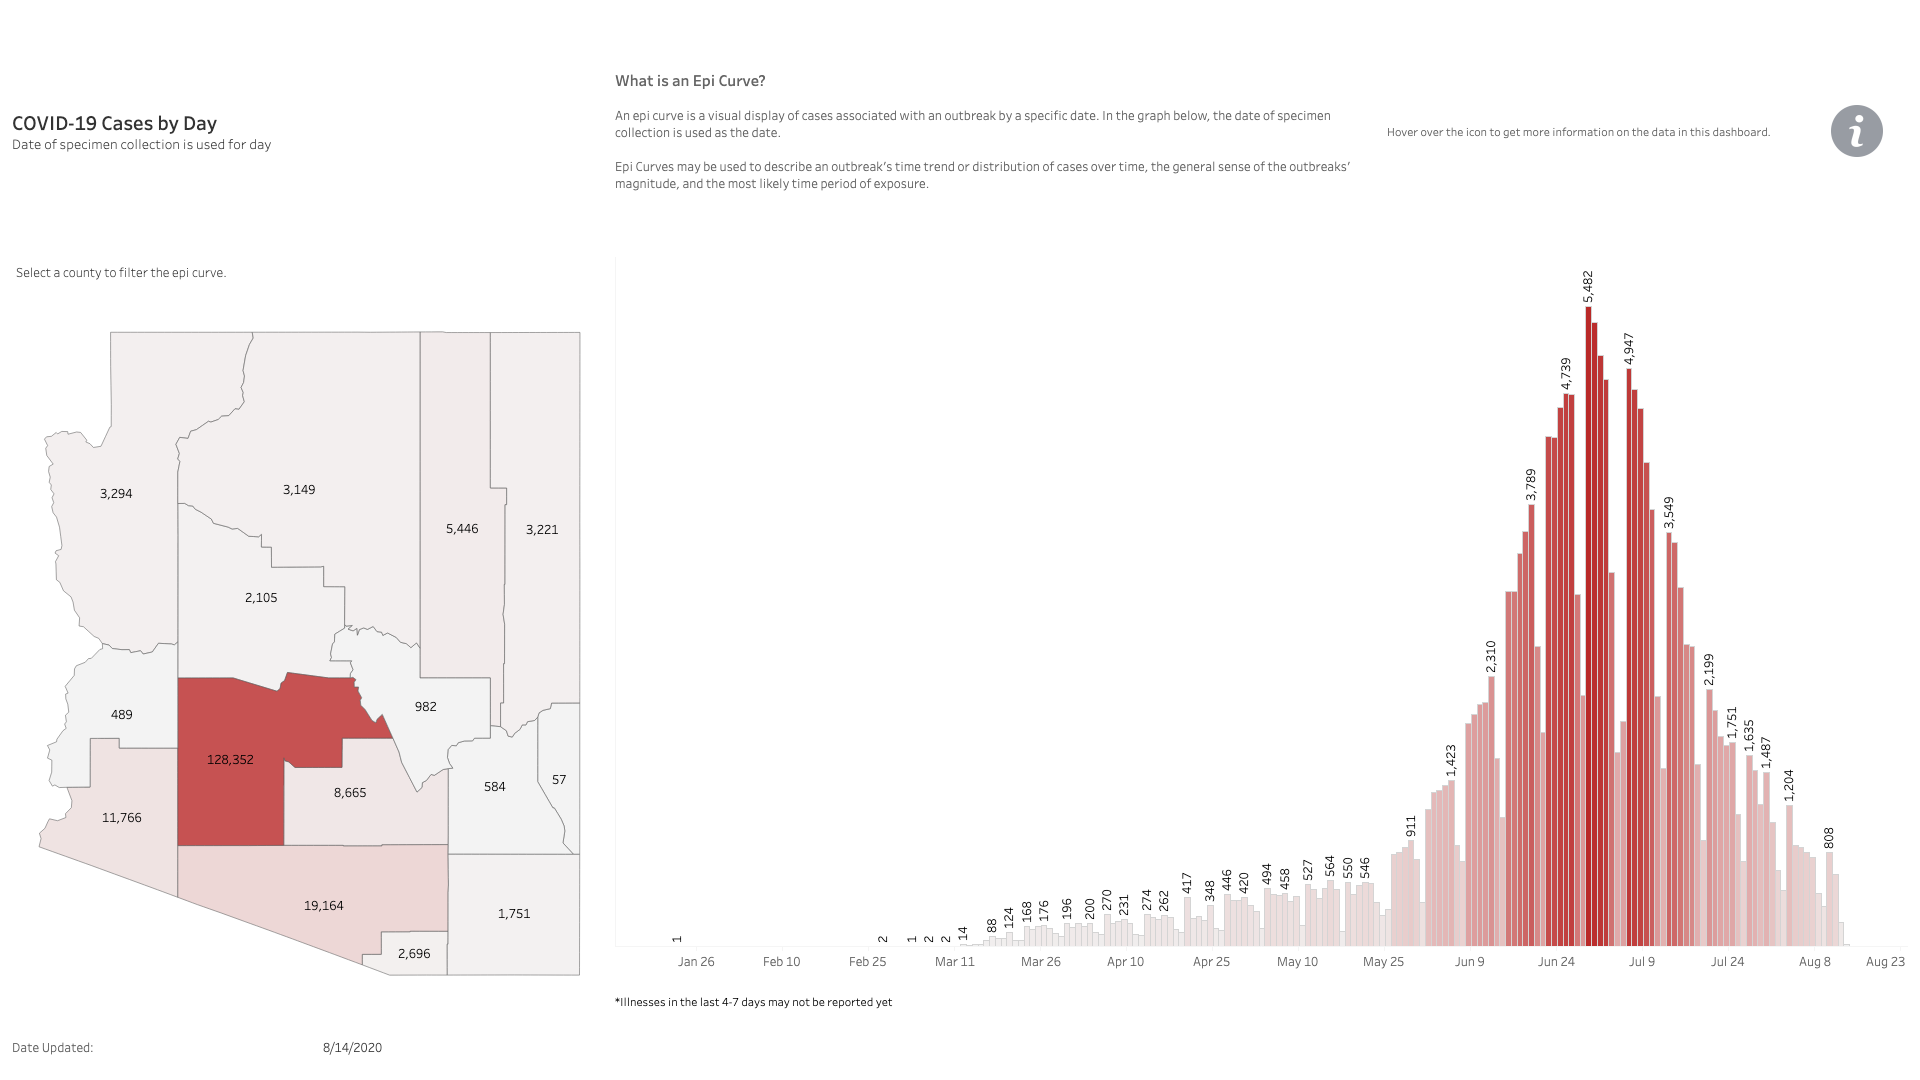 What is an Epi Curve?
COVID-19 Cases by Day
Date of specimen collection is used for day
An epi curve is a visual display of cases associated with an outbreak by a specific date. In the graph below, the date of specimen
collection is used as the date.
Epi Curves may be used to describe an outbreak's time trend or distribution of cases over time, the general sense of the outbreaks'
magnitude, and the most likely time period of exposure.
Hover over the icon to get more information on the data in this dashboard.
i
Select a county to filter the epi curve.
3,294
3,149
5,446
3,221
2,105
489
982
128,352
584
57
8,665
11,766
19,164
1,751
2,696
1
2
1
2
2
14
88
124
168
176
196
200
270
231
274
262
417
348
446
420
494
458
527
564
550
546
911
1,423
2,310
3,789
4,739
5,482
4,947
3,549
2,199
1,751
1,635
1,487
1,204
808
Jan 26
Feb 10
Feb 25
Mar 11
Mar 26
Apr 10
Apr 25
May 10
May 25
Jun 9
Jun 24
Jul 9
Jul 24
Aug 8
Aug 23
*Illnesses in the last 4-7 days may not be reported yet
Date Updated:
8/14/2020